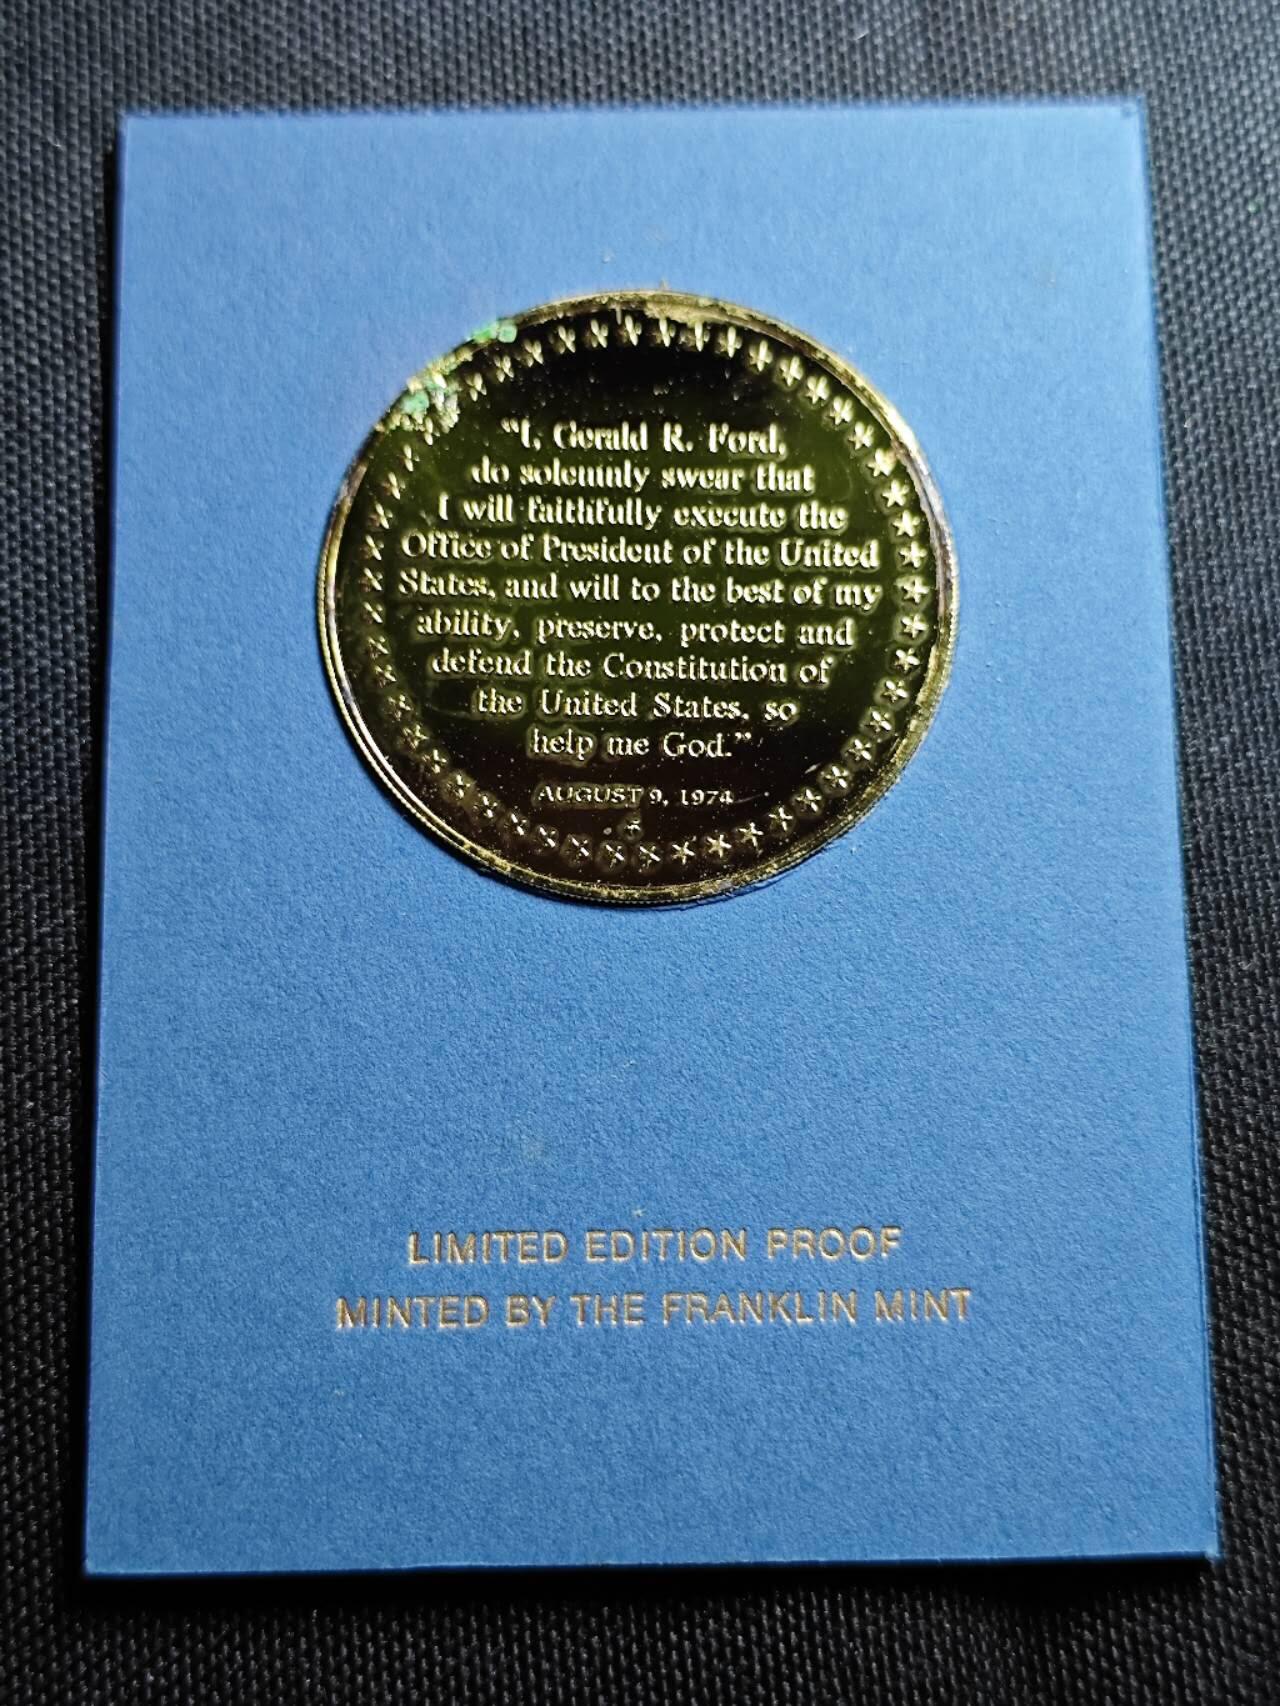 "I, Gerald R. Ford,
do solemnly swear that
I will faithfully execute the
Office of President of the United
States, and will to the best of my
ability, preserve, protect and
defend the Constitution of
the United States, so
help me God."
AUGUST 9, 1974
LIMITED EDITION PROOF
MINTED BY THE FRANKLIN MINT